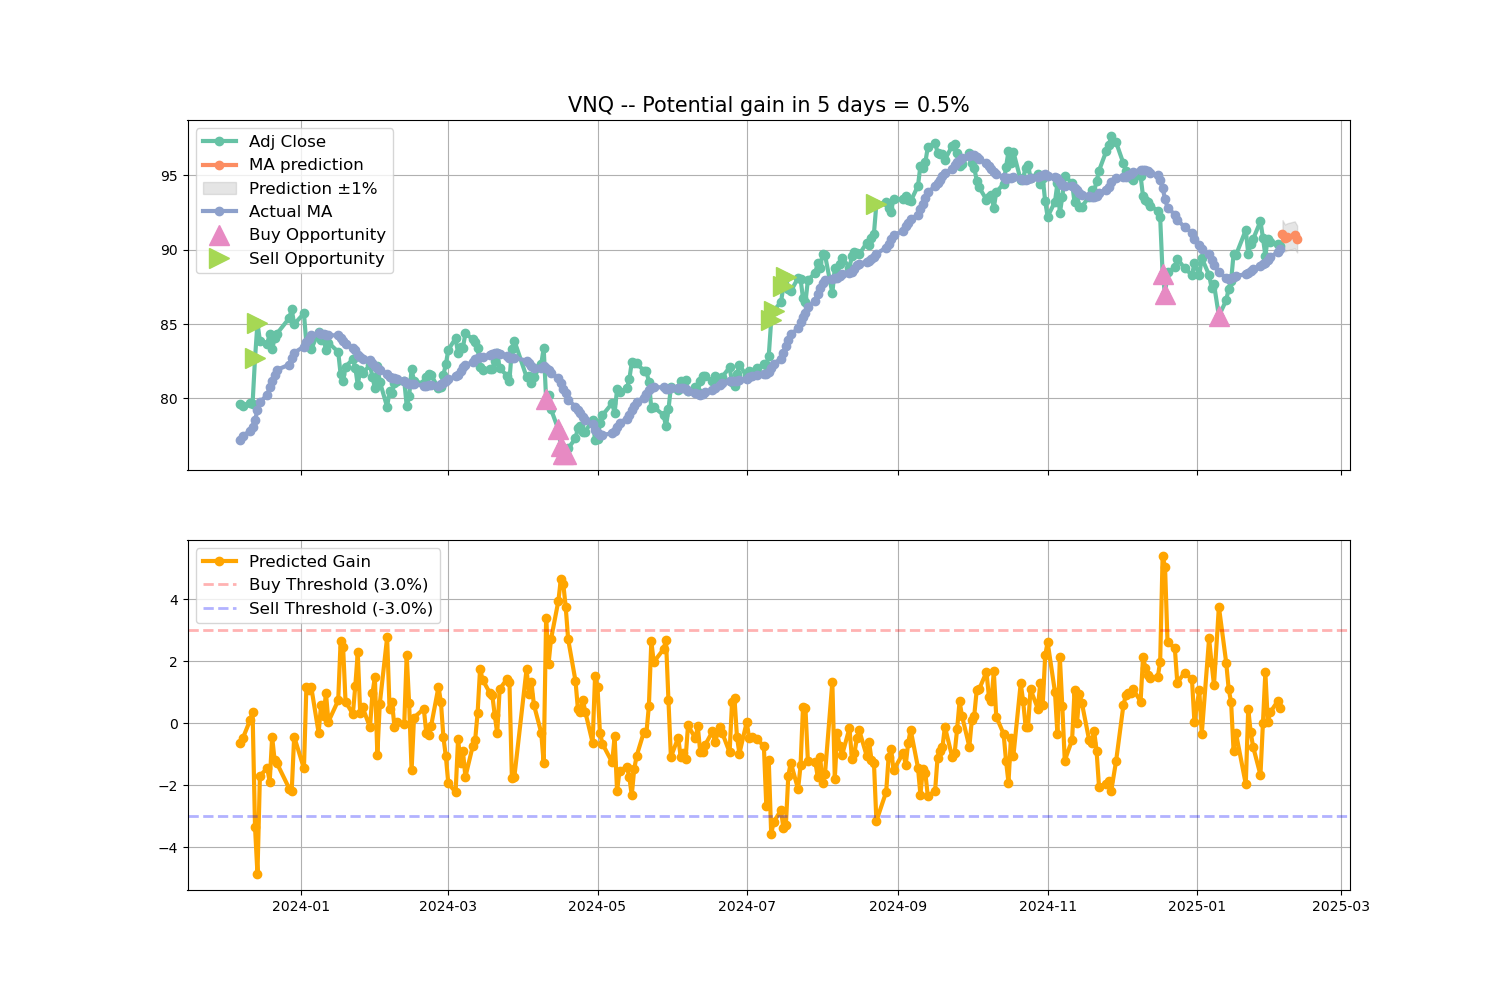 VNQ -- Potential gain in 5 days = 0.5%
Adj Close
MA prediction
Prediction ±1%
Actual MA
Buy Opportunity
Sell Opportunity
95
90
85
80
Predicted Gain
Buy Threshold (3.0%)
Sell Threshold (-3.0%)
4
2
0
−2
−4
2024-01 2024-03 2024-05 2024-07 2024-09 2024-11 2025-01 2025-03